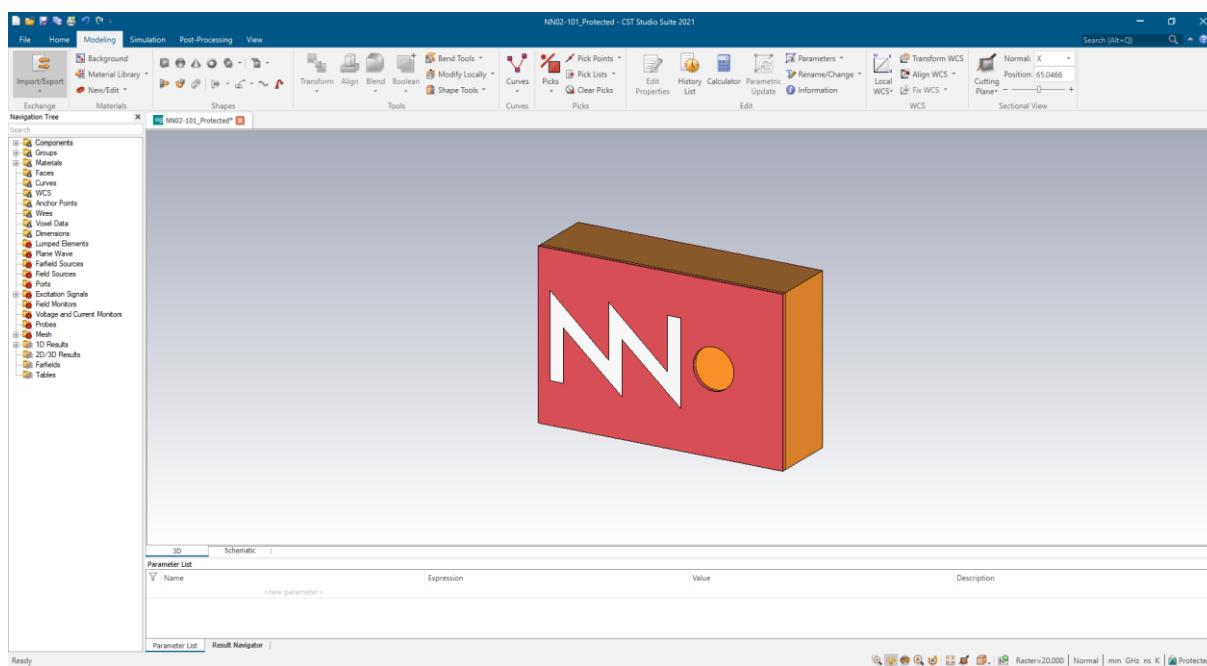 NN02-101_Protected - CST Studio Suite 2021
File Home Modeling Simulation Post-Processing View Search (Alt+Q)
Import/Export
Background
Material Library
New/Edit
Transform Align Blend Boolean
Bend Tools
Modify Locally
Shape Tools
Curves
Picks
Pick Points
Pick Lists
Clear Picks
Edit Properties
History List
Calculator
Parametric Update
Parameters
Rename/Change
Information
Local WCS
Transform WCS
Align WCS
Fix WCS
Cutting Plane
Normal: X
Position: 65.0466
Exchange Materials Shapes Tools Curves Picks Edit WCS Sectional View
Navigation Tree
Search
NN02-101_Protected*
Components
Groups
Materials
Faces
Curves
WCS
Anchor Points
Wires
Voxel Data
Dimensions
Lumped Elements
Plane Wave
Farfield Sources
Field Sources
Ports
Excitation Signals
Field Monitors
Voltage and Current Monitors
Probes
Mesh
1D Results
2D/3D Results
Farfields
Tables
NN
3D Schematic
Parameter List
Name Expression Value Description
<new parameter>
Parameter List Result Navigator
Ready Raster=20.000 Normal mm GHz ns K Protecte